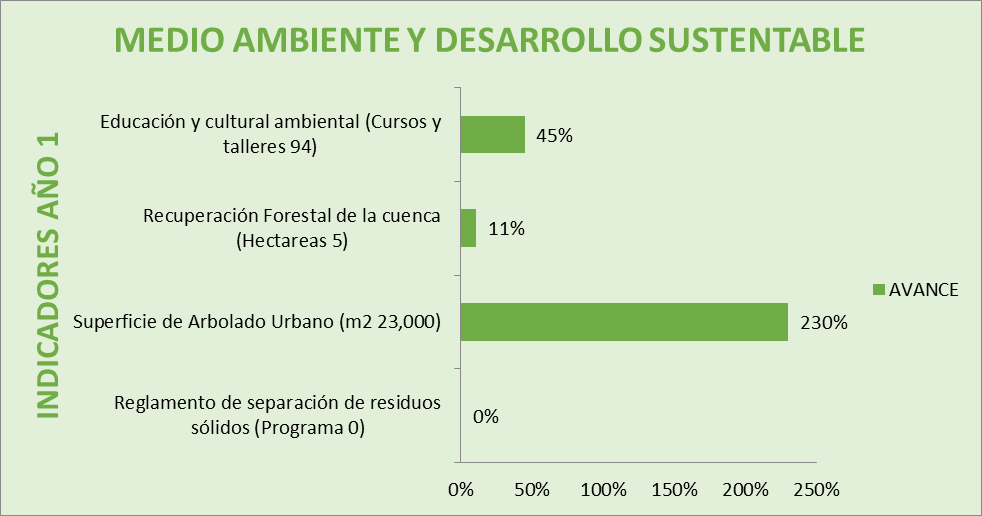 MEDIO AMBIENTE Y DESARROLLO SUSTENTABLE
INDICADORES AÑO 1
Educación y cultural ambiental (Cursos y
talleres 94)
45%
Recuperación Forestal de la cuenca
(Hectareas 5)
11%
Superficie de Arbolado Urbano (m2 23,000)
230%
Reglamento de separación de residuos
sólidos (Programa 0)
0%
AVANCE
0% 50% 100% 150% 200% 250%